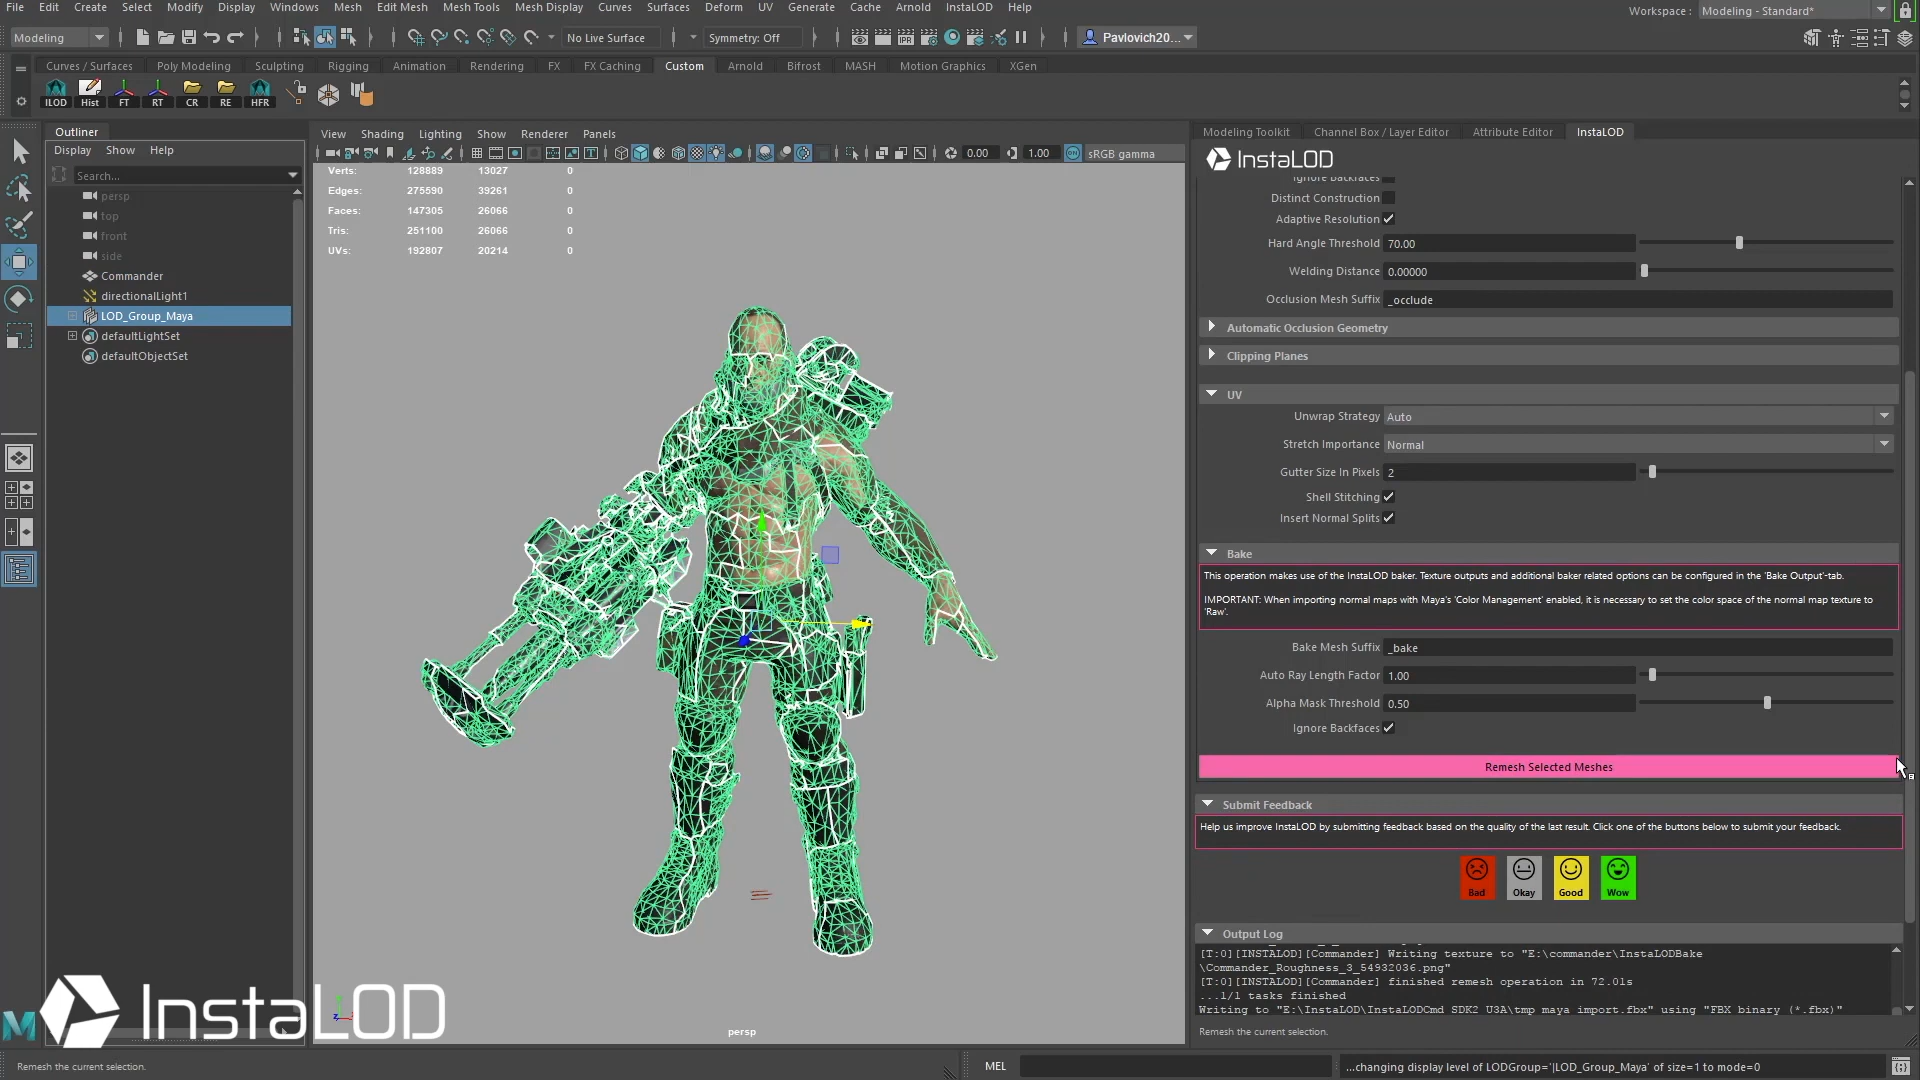 File Edit Create Select Modify Display Windows Mesh Edit Mesh Mesh Tools Mesh Display Curves Surfaces Deform UV Generate Cache Arnold InstaLOD Help
Workspace : Modeling - Standard*
Modeling No Live Surface Symmetry: Off Pavlovich20...
Curves / Surfaces Poly Modeling Sculpting Rigging Animation Rendering FX FX Caching Custom Arnold Bifrost MASH Motion Graphics XGen
ILOD Hist FT RT CR RE HFR
Outliner
Display Show Help
Search...
persp
top
front
side
Commander
directionalLight1
LOD_Group_Maya
defaultLightSet
defaultObjectSet
View Shading Lighting Show Renderer Panels
0.00 1.00 sRGB gamma
Verts: 128889 13027 0
Edges: 275590 39261 0
Faces: 147305 26066 0
Tris: 251100 26066 0
UVs: 192807 20214 0
persp
Modeling Toolkit Channel Box / Layer Editor Attribute Editor InstaLOD
InstaLOD
Ignore Backfaces
Distinct Construction
Adaptive Resolution
Hard Angle Threshold 70.00
Welding Distance 0.00000
Occlusion Mesh Suffix _occlude
Automatic Occlusion Geometry
Clipping Planes
UV
Unwrap Strategy Auto
Stretch Importance Normal
Gutter Size In Pixels 2
Shell Stitching
Insert Normal Splits
Bake
This operation makes use of the InstaLOD baker. Texture outputs and additional baker related options can be configured in the 'Bake Output'-tab.
IMPORTANT: When importing normal maps with Maya's 'Color Management' enabled, it is necessary to set the color space of the normal map texture to
'Raw'.
Bake Mesh Suffix _bake
Auto Ray Length Factor 1.00
Alpha Mask Threshold 0.50
Ignore Backfaces
Remesh Selected Meshes
Submit Feedback
Help us improve InstaLOD by submitting feedback based on the quality of the last result. Click one of the buttons below to submit your feedback.
Bad Okay Good Wow
Output Log
[T:0][INSTALOD][Commander] Writing texture to "E:\commander\InstaLODBake
\Commander_Roughness_3_54932036.png"
[T:0][INSTALOD][Commander] finished remesh operation in 72.01s
...1/1 tasks finished
Writing to "E:\InstaLOD\InstaLODCmd SDK2 U3A\tmp maya import.fbx" using "FBX binary (*.fbx)"
Remesh the current selection.
InstaLOD
Remesh the current selection.
MEL
...changing display level of LODGroup='|LOD_Group_Maya' of size=1 to mode=0